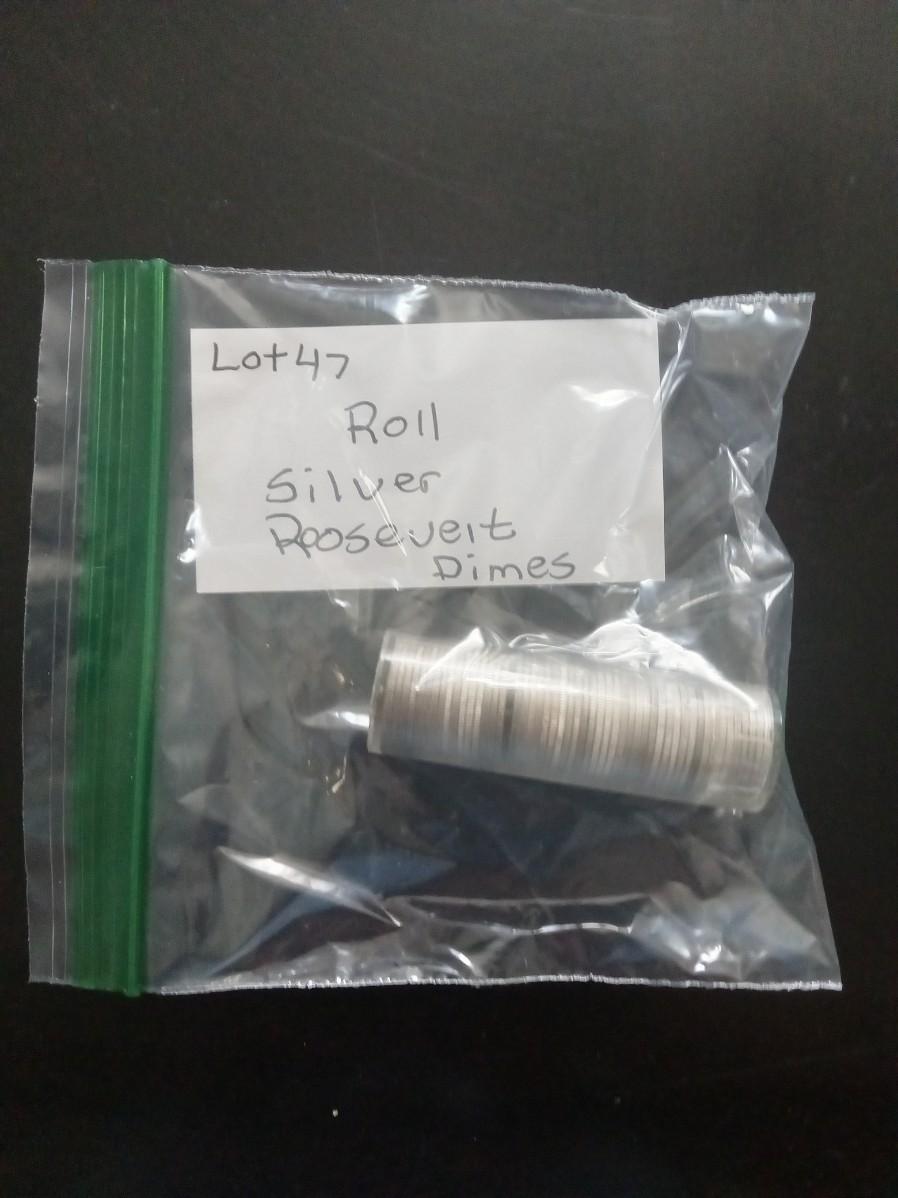 Lot 47
Roll
Silver
Roosevelt
Dimes